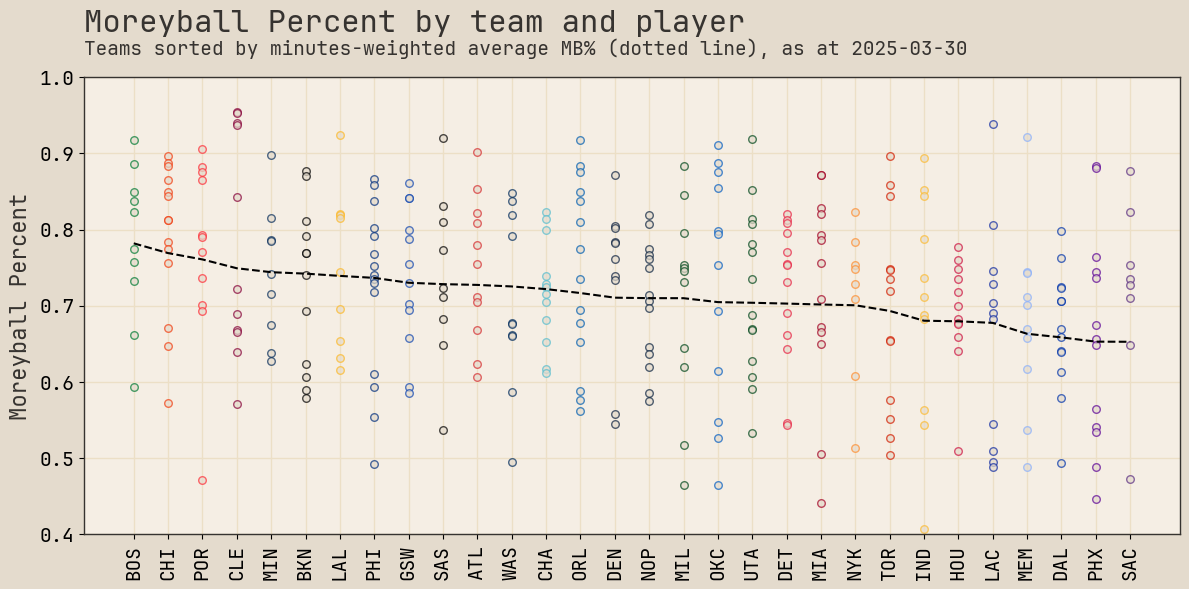 Moreyball Percent by team and player
Teams sorted by minutes-weighted average MB% (dotted line), as at 2025-03-30
Moreyball Percent
1.0
0.9
0.8
0.7
0.6
0.5
0.4
BOS
CHI
POR
CLE
MIN
BKN
LAL
PHI
GSW
SAS
ATL
WAS
CHA
ORL
DEN
NOP
MIL
OKC
UTA
DET
MIA
NYK
TOR
IND
HOU
LAC
MEM
DAL
PHX
SAC